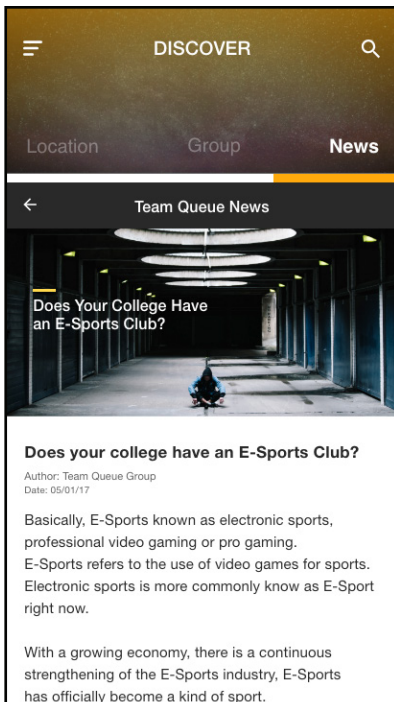 DISCOVER
Location Group News
Team Queue News
Does Your College Have
an E-Sports Club?
Does your college have an E-Sports Club?
Author: Team Queue Group
Date: 05/01/17
Basically, E-Sports known as electronic sports,
professional video gaming or pro gaming.
E-Sports refers to the use of video games for sports.
Electronic sports is more commonly know as E-Sport
right now.
With a growing economy, there is a continuous
strengthening of the E-Sports industry, E-Sports
has officially become a kind of sport.